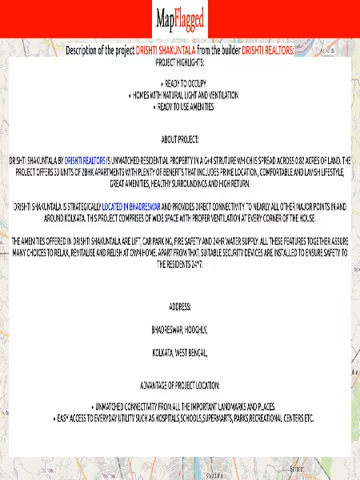 MapFlagged
Description of the project DRISHTI SHAKUNTALA from the builder DRISHTI REALTORS:
PROJECT HIGHLIGHTS:
• READY TO OCCUPY
• HOMES WITH NATURAL LIGHT AND VENTILATION
• READY TO USE AMENITIES
ABOUT PROJECT:
DRISHTI SHAKUNTALA BY DRISHTI REALTORS IS UNMATCHED RESIDENTIAL PROPERTY IN A G+4 STRUTURE WHICH IS SPREAD ACROSS 0.82 ACRES OF LAND. THE
PROJECT OFFERS 33 UNITS OF 2BHK APARTMENTS WITH PLENTY OF BENEFITS THAT INCLUDES PRIME LOCATION, COMFORTABLE AND LAVISH LIFESTYLE,
GREAT AMENITIES, HEALTHY SURROUNDINGS AND HIGH RETURN.
DRISHTI SHAKUNTALA IS STRATEGICALLY LOCATED IN BHADRESWAR AND PROVIDES DIRECT CONNECTIVITY TO NEARLY ALL OTHER MAJOR POINTS IN AND
AROUND KOLKATA. THIS PROJECT COMPRISES OF WIDE SPACE WITH PROPER VENTILATION AT EVERY CORNER OF THE HOUSE.
THE AMENITIES OFFERED IN DRISHTI SHAKUNTALA ARE LIFT, CAR PARKING, FIRE SAFETY AND 24HR WATER SUPPLY. ALL THESE FEATURES TOGETHER ASSURE
MANY CHOICES TO RELAX, REVITALISE AND RELISH AT OWN HOME. APART FROM THAT, SUITABLE SECURITY DEVICES ARE INSTALLED TO ENSURE SAFETY TO
THE RESIDENTS 24*7.
ADDRESS:
BHADRESWAR, HOOGHLY,
KOLKATA, WEST BENGAL,
ADVANTAGE OF PROJECT LOCATION:
• UNMATCHED CONNECTIVITY FROM ALL THE IMPORTANT LANDMARKS AND PLACES.
• EASY ACCESS TO EVERYDAY UTILITY SUCH AS HOSPITALS,SCHOOLS,SUPERMARTS, PARKS,RECREATIONAL CENTERS ETC.